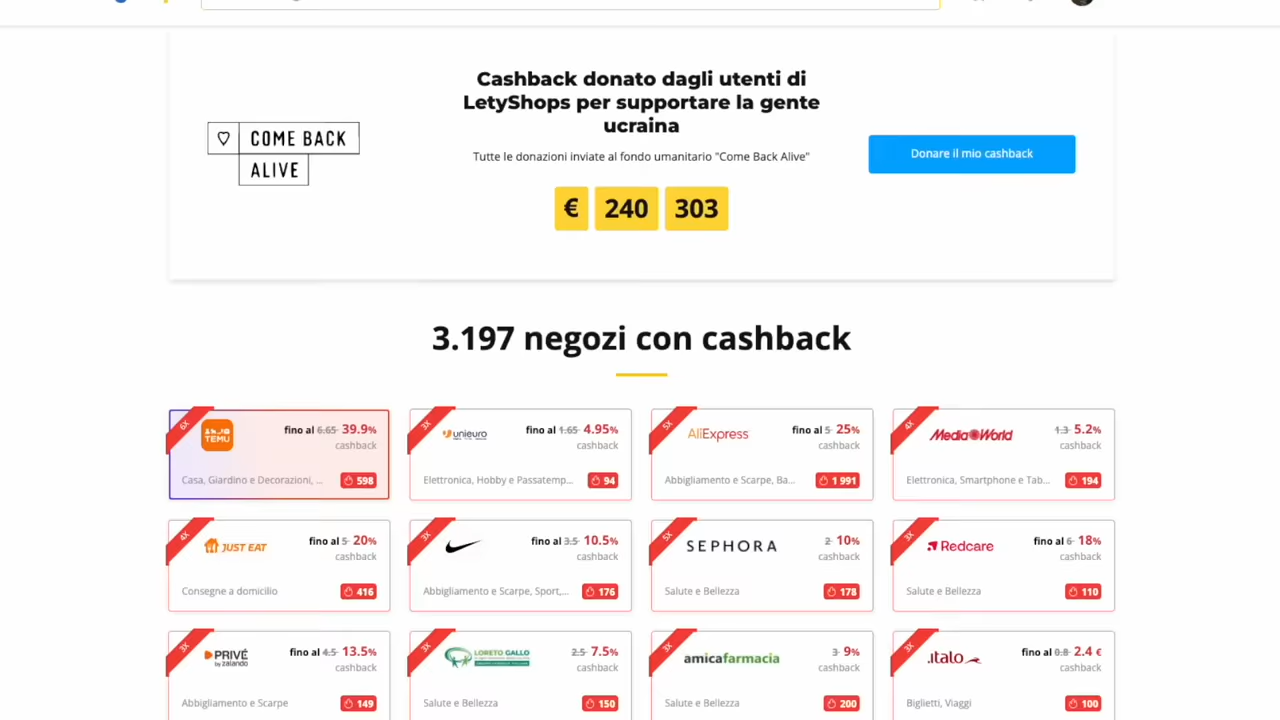 Cashback donato dagli utenti di
LetyShops per supportare la gente
ucraina
COME BACK
ALIVE
Tutte le donazioni inviate al fondo umanitario "Come Back Alive"
Donare il mio cashback
€ 240 303
3.197 negozi con cashback
6X
TEMU
fino al 6.65 39.9%
cashback
Casa, Giardino e Decorazioni, ...
598
3X
unieuro
fino al 1.65 4.95%
cashback
Elettronica, Hobby e Passatemp...
94
5X
AliExpress
fino al 5 25%
cashback
Abbigliamento e Scarpe, Ba...
1 991
4X
MediaWorld
1.3 5.2%
cashback
Elettronica, Smartphone e Tab...
194
4X
JUST EAT
fino al 5 20%
cashback
Consegne a domicilio
416
3X
fino al 3.5 10.5%
cashback
Abbigliamento e Scarpe, Sport,...
176
5X
SEPHORA
2 10%
cashback
Salute e Bellezza
178
3X
Redcare
fino al 6 18%
cashback
Salute e Bellezza
110
3X
PRIVÉ
by zalando
fino al 4.5 13.5%
cashback
Abbigliamento e Scarpe
149
3X
LORETO GALLO
2.5 7.5%
cashback
Salute e Bellezza
150
3X
amicafarmacia
3 9%
cashback
Salute e Bellezza
200
3X
.italo
fino al 0.8 2.4 €
cashback
Biglietti, Viaggi
100